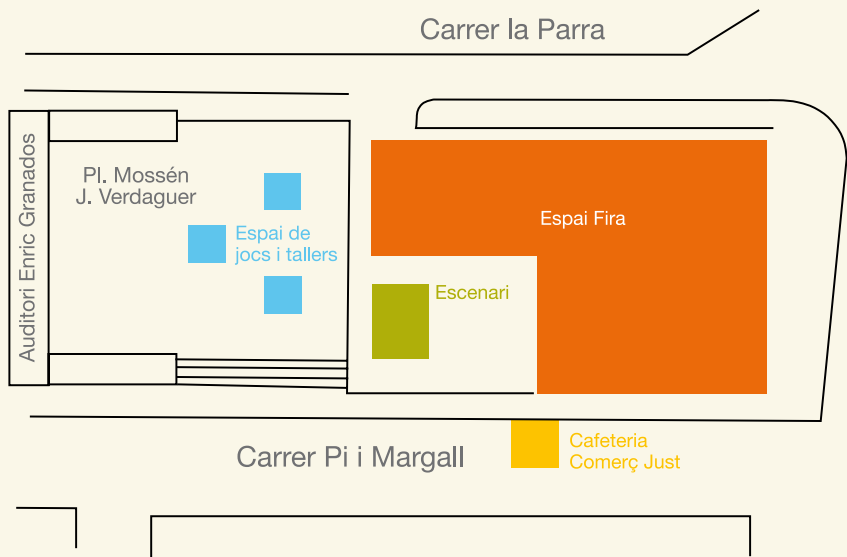 Carrer la Parra
Auditori Enric Granados
Pl. Mossén
J. Verdaguer
Espai de
jocs i tallers
Espai Fira
Escenari
Carrer Pi i Margall
Cafeteria
Comerç Just